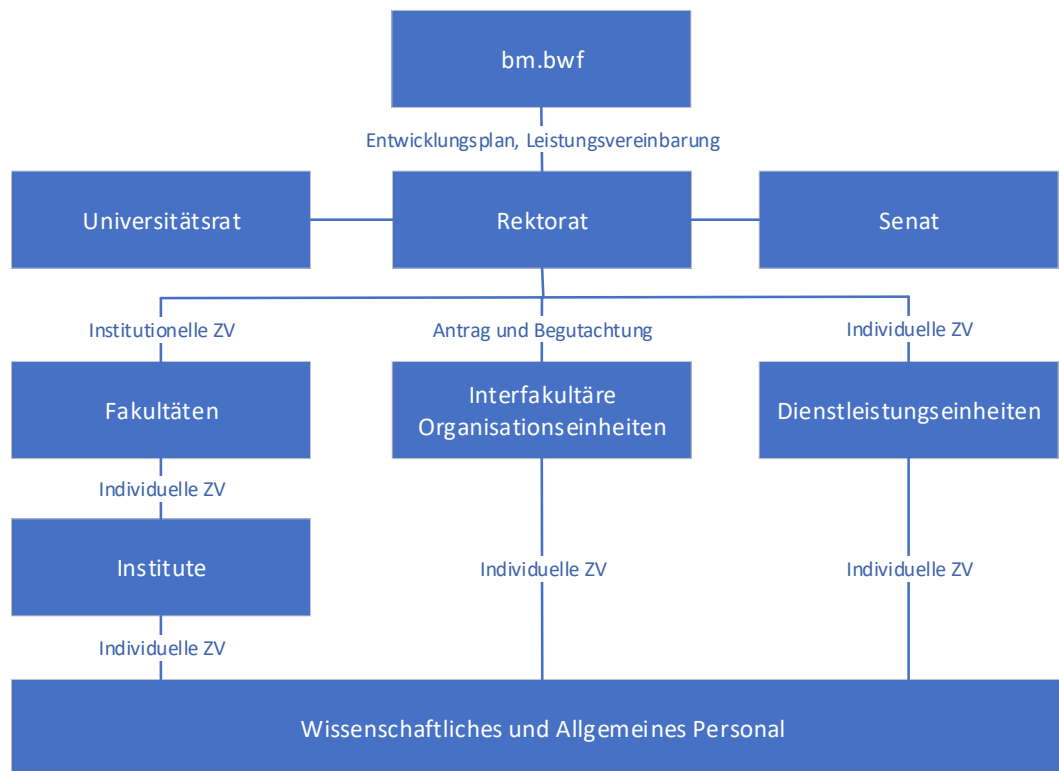 bm.bwf
Entwicklungsplan, Leistungsvereinbarung
Universitätsrat
Rektorat
Senat
Institutionelle ZV
Antrag und Begutachtung
Individuelle ZV
Fakultäten
Interfakultäre
Organisationseinheiten
Dienstleistungseinheiten
Individuelle ZV
Institute
Individuelle ZV
Individuelle ZV
Individuelle ZV
Wissenschaftliches und Allgemeines Personal